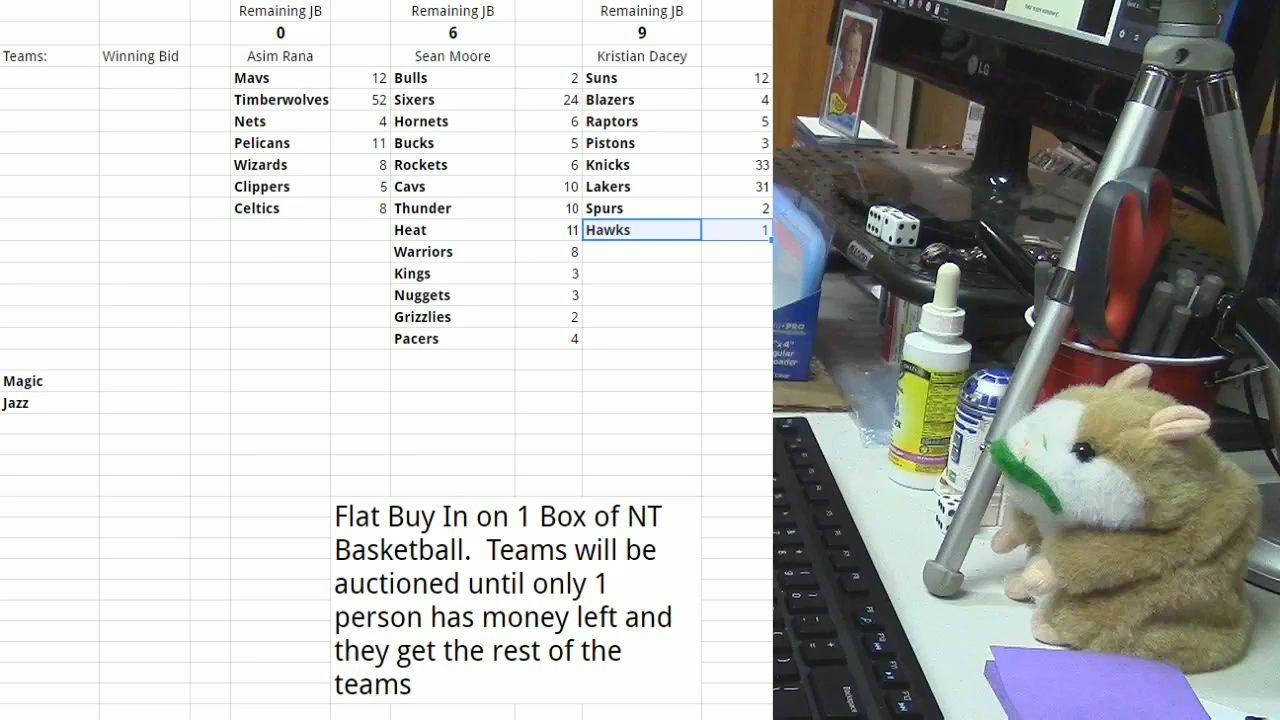 Remaining JB Remaining JB Remaining JB
0 6 9
Teams: Winning Bid Asim Rana Sean Moore Kristian Dacey
Mavs 12 Bulls 2 Suns 12
Timberwolves 52 Sixers 24 Blazers 4
Nets 4 Hornets 6 Raptors 5
Pelicans 11 Bucks 5 Pistons 3
Wizards 8 Rockets 6 Knicks 33
Clippers 5 Cavs 10 Lakers 31
Celtics 8 Thunder 10 Spurs 2
Heat 11 Hawks 1
Warriors 8
Kings 3
Nuggets 3
Grizzlies 2
Pacers 4
Magic
Jazz
Flat Buy In on 1 Box of NT
Basketball. Teams will be
auctioned until only 1
person has money left and
they get the rest of the
teams
LG
PRO
Backspace